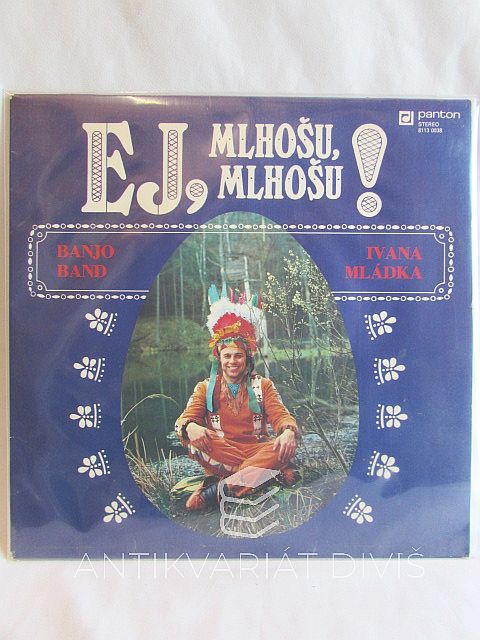 panton
STEREO
8113 0038
EJ, MLHOŠU,
MLHOŠU!
BANJO
BAND
IVANA
MLÁDKA
ANTIKVARIÁT DIVIŠ